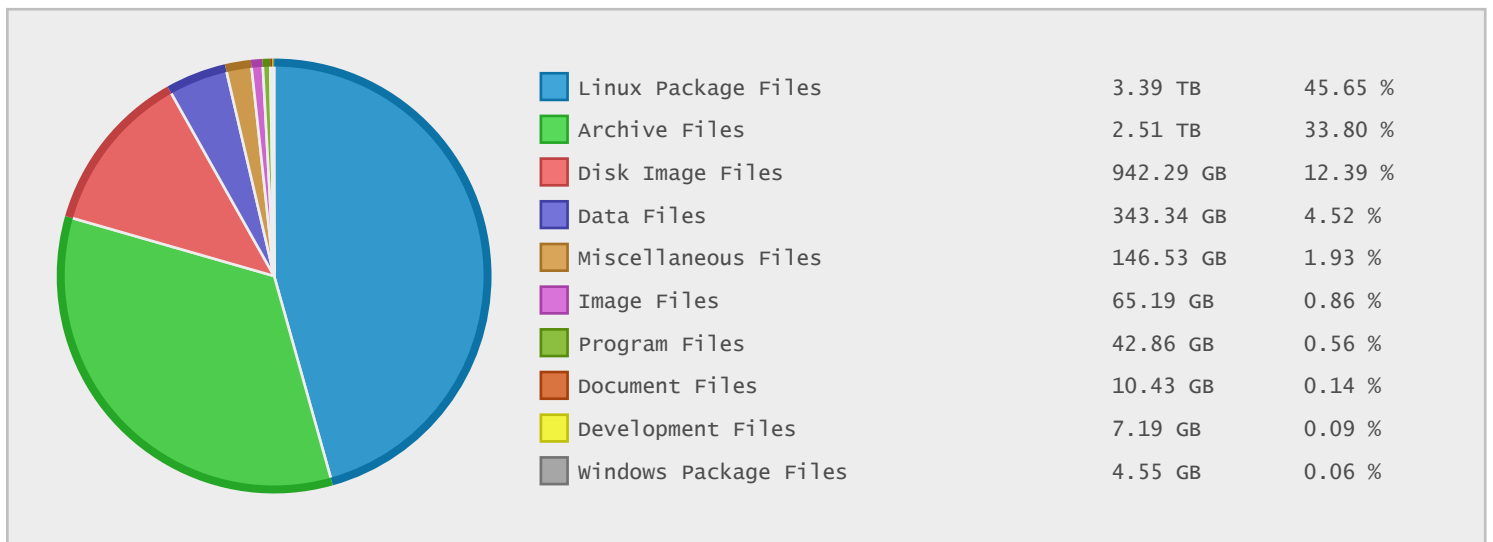 Linux Package Files 3.39 TB 45.65 %
Archive Files 2.51 TB 33.80 %
Disk Image Files 942.29 GB 12.39 %
Data Files 343.34 GB 4.52 %
Miscellaneous Files 146.53 GB 1.93 %
Image Files 65.19 GB 0.86 %
Program Files 42.86 GB 0.56 %
Document Files 10.43 GB 0.14 %
Development Files 7.19 GB 0.09 %
Windows Package Files 4.55 GB 0.06 %